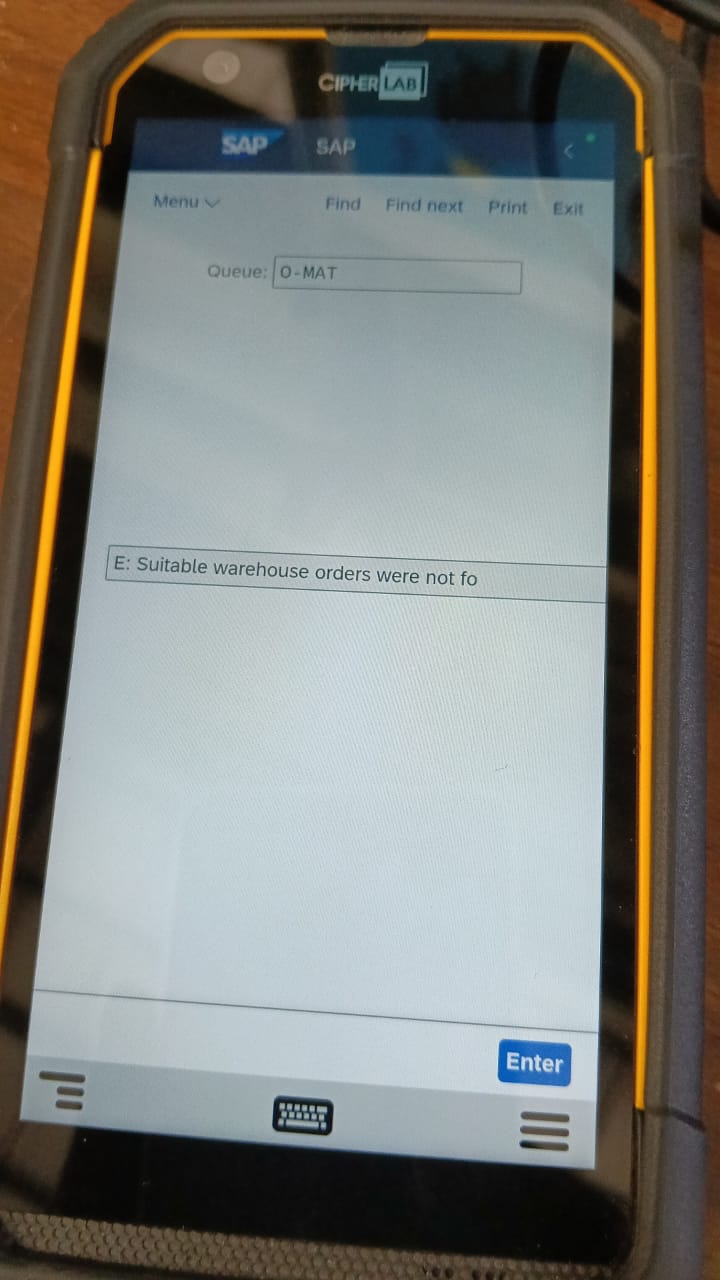 CIPHERLAB
SAP SAP
Menu Find Find next Print Exit
Queue: O-MAT
E: Suitable warehouse orders were not fo
Enter